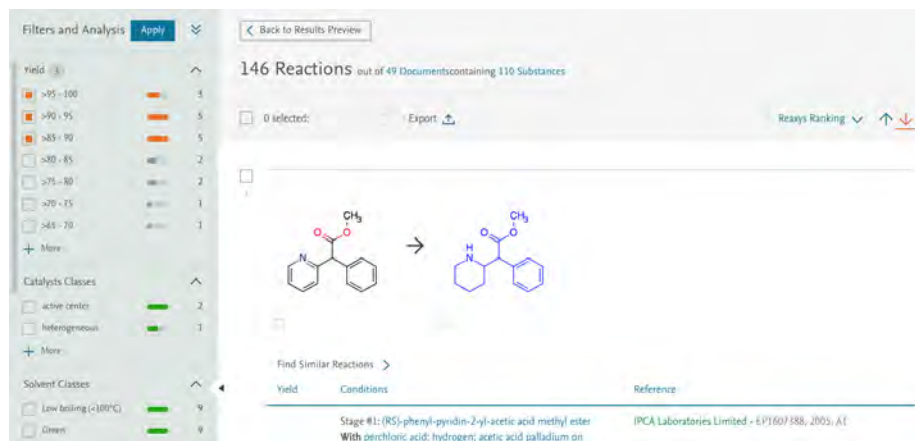 Filters and Analysis Apply
Yield
>95 - 100 3
>90 - 95 5
>85 - 90 5
>80 - 85 2
>75 - 80 2
>70 - 75 1
>65 - 70 1
+ More
Catalysts Classes
active center 2
heterogeneous 1
+ More
Solvent Classes
Low boiling (<100°C) 9
Green 9
Back to Results Preview
146 Reactions out of 49 Documentscontaining 110 Substances
0 selected: Export Reaxys Ranking
CH₃
O
O
N
CH₃
O
O
H
N
Find Similar Reactions
Yield Conditions Reference
Stage #1: (RS)-phenyl-pyridin-2-yl-acetic acid methyl ester IPCA Laboratories Limited - EP1607388, 2005, A1
With perchloric acid; hydrogen; acetic acid palladium on